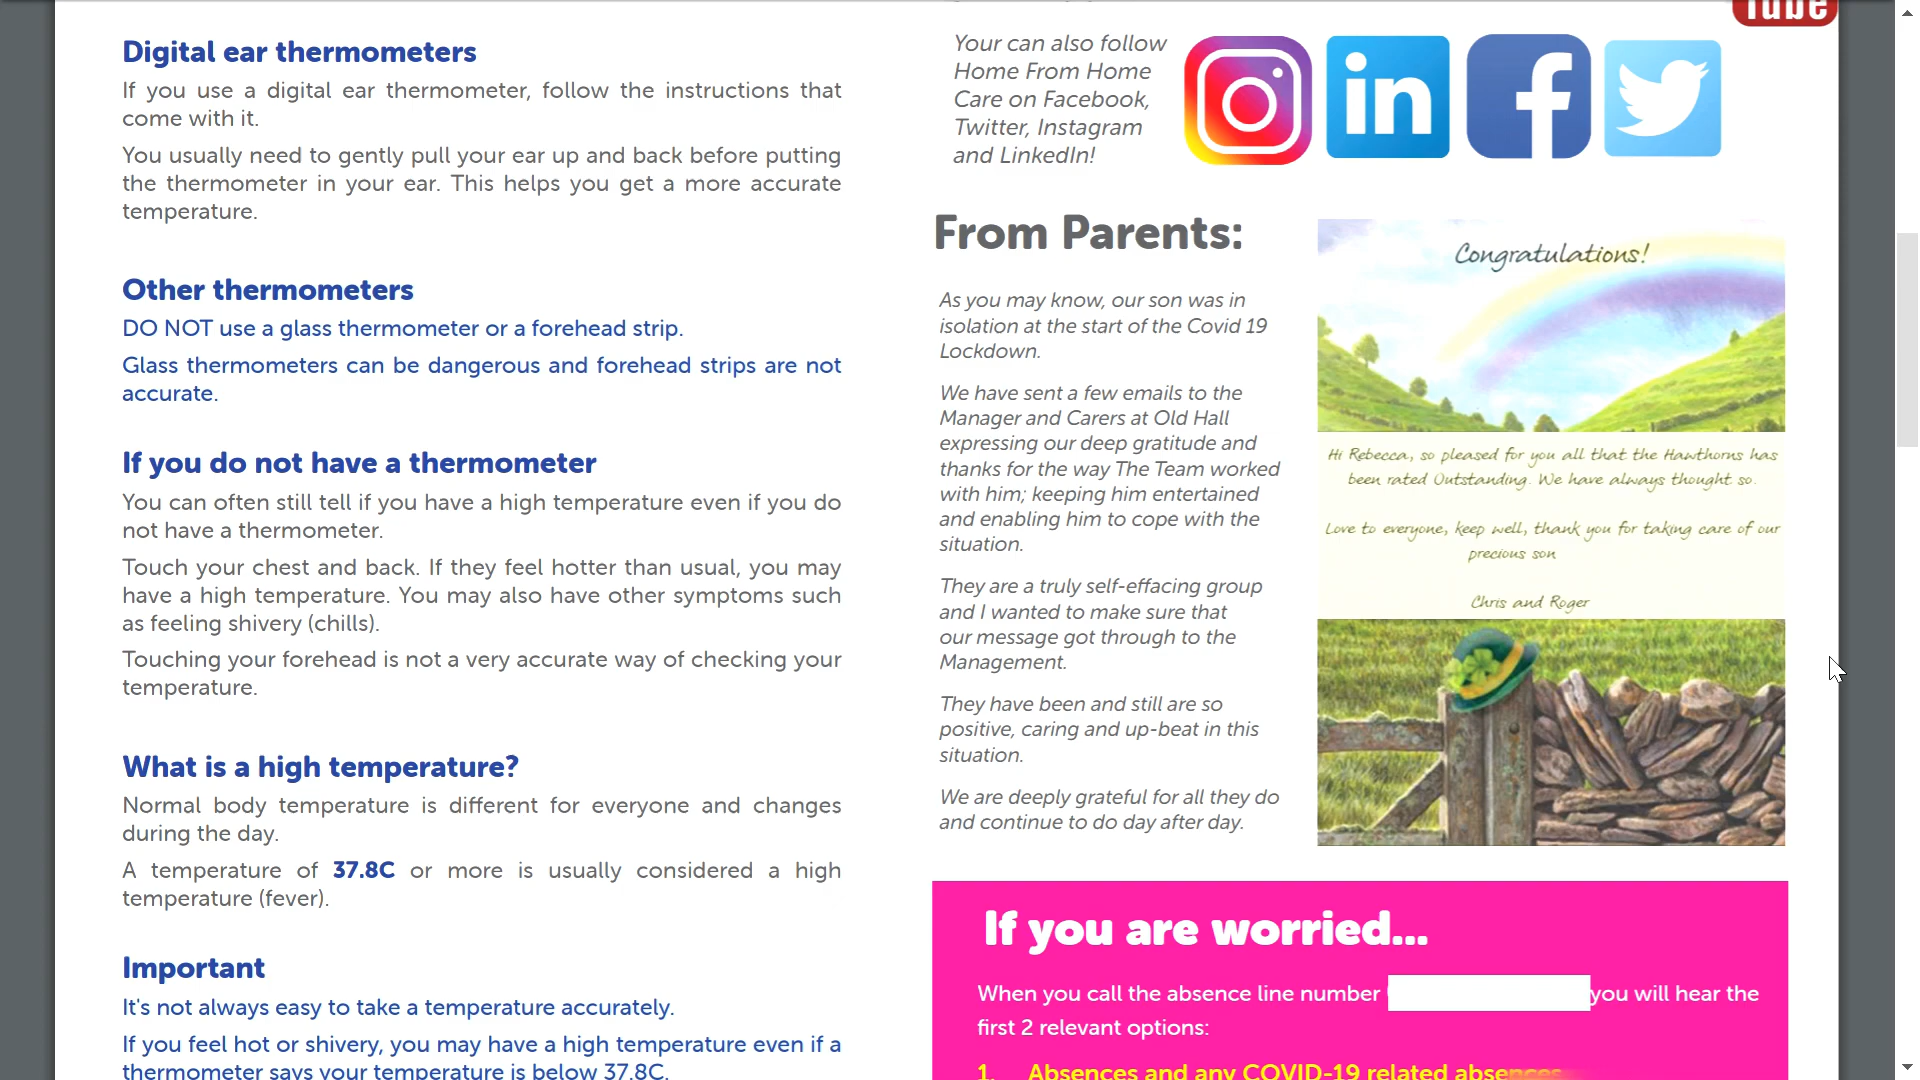 Tube
Digital ear thermometers
If you use a digital ear thermometer, follow the instructions that
come with it.
You usually need to gently pull your ear up and back before putting
the thermometer in your ear. This helps you get a more accurate
temperature.
Other thermometers
DO NOT use a glass thermometer or a forehead strip.
Glass thermometers can be dangerous and forehead strips are not
accurate.
If you do not have a thermometer
You can often still tell if you have a high temperature even if you do
not have a thermometer.
Touch your chest and back. If they feel hotter than usual, you may
have a high temperature. You may also have other symptoms such
as feeling shivery (chills).
Touching your forehead is not a very accurate way of checking your
temperature.
What is a high temperature?
Normal body temperature is different for everyone and changes
during the day.
A temperature of 37.8C or more is usually considered a high
temperature (fever).
Important
It's not always easy to take a temperature accurately.
If you feel hot or shivery, you may have a high temperature even if a
thermometer says your temperature is below 37.8C.
Your can also follow
Home From Home
Care on Facebook,
Twitter, Instagram
and LinkedIn!
in
f
From Parents:
As you may know, our son was in
isolation at the start of the Covid 19
Lockdown.
We have sent a few emails to the
Manager and Carers at Old Hall
expressing our deep gratitude and
thanks for the way The Team worked
with him; keeping him entertained
and enabling him to cope with the
situation.
They are a truly self-effacing group
and I wanted to make sure that
our message got through to the
Management.
They have been and still are so
positive, caring and up-beat in this
situation.
We are deeply grateful for all they do
and continue to do day after day.
Congratulations!
Hi Rebecca, so pleased for you all that the Hawthorns has
been rated Outstanding. We have always thought so.
Love to everyone, keep well, thank you for taking care of our
precious son
Chris and Roger
If you are worried...
When you call the absence line number you will hear the
first 2 relevant options:
1. Absences and any COVID-19 related absences